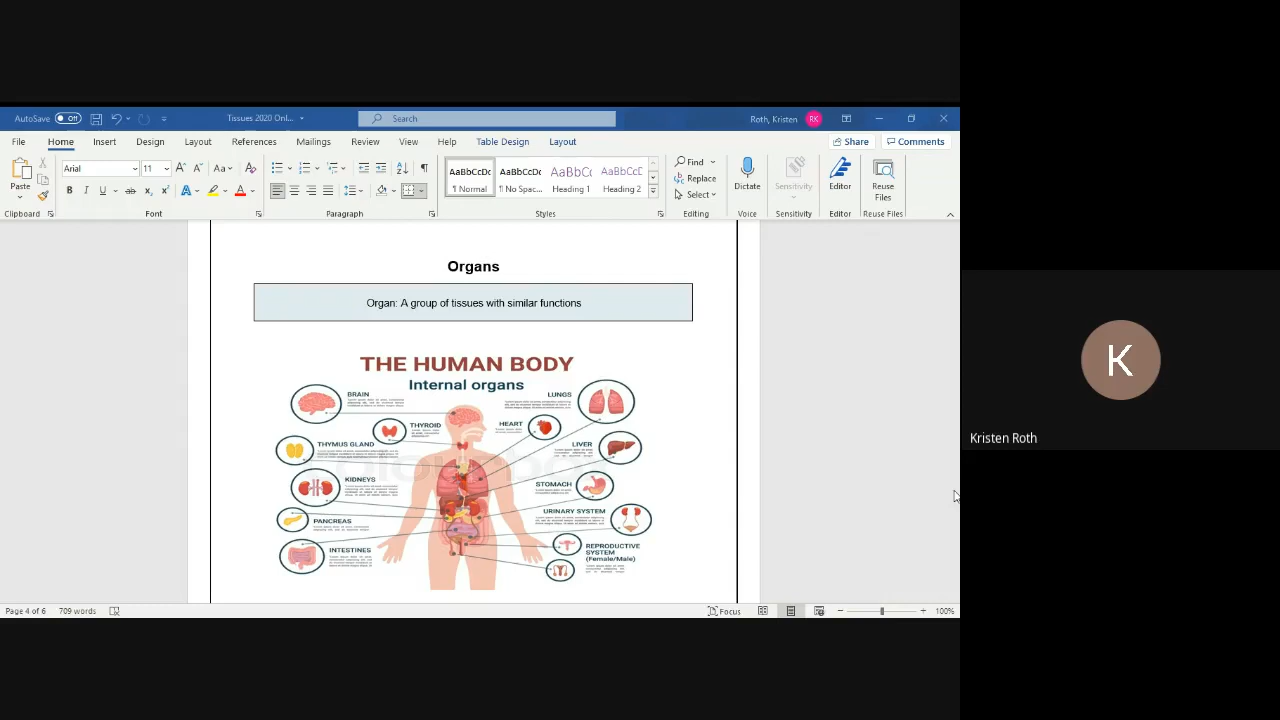 AutoSave Off Tissues 2020 Onl... Search Roth, Kristen RK
File Home Insert Draw Layout References Mailings Review View Help Table Design Layout Share Comments
Paste
Clipboard
Arial 11
Font
Paragraph
AaBbCcDc AaBbCcDc AaBbCc AaBbCcC
¶ Normal ¶ No Spac... Heading 1 Heading 2
Styles
Find
Replace
Select
Editing
Dictate
Voice
Sensitivity
Sensitivity
Editor
Editor
Reuse Files
Reuse Files
Organs
Organ: A group of tissues with similar functions
THE HUMAN BODY
Internal organs
BRAIN
LUNGS
THYROID
HEART
THYMUS GLAND
LIVER
KIDNEYS
STOMACH
PANCREAS
URINARY SYSTEM
INTESTINES
REPRODUCTIVE
SYSTEM
(Female/Male)
Page 4 of 6 709 words Focus 100%
K
Kristen Roth